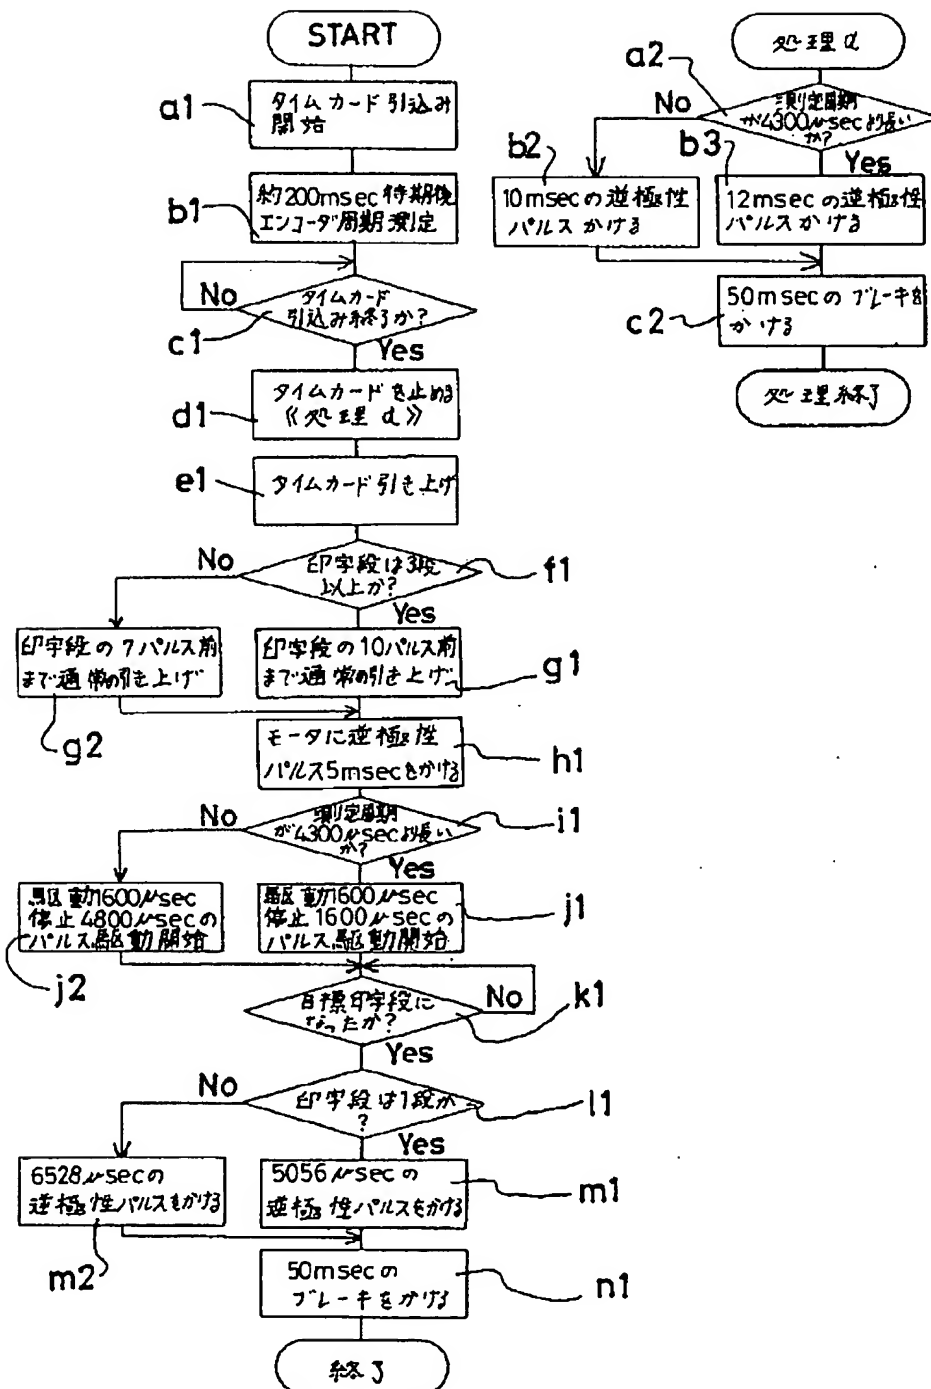 START
a1
タイムカード引込み
開始
b1
約200msec待期後
エンコーダ周期測定
No
タイムカード
引込み終了か?
c1
Yes
d1
タイムカードを止める
《処理α》
e1
タイムカード引き上げ
No
印字段は3段
以上か?
f1
Yes
印字段の7パルス前
まで通常の引き上げ
g2
印字段の10パルス前
まで通常の引き上げ
g1
モータに逆極性
パルス5msecをかける
h1
No
測定周期
が4300μsecより長い
か?
i1
Yes
駆動1600μsec
停止4800μsecの
パルス駆動開始
j2
駆動1600μsec
停止1600μsecの
パルス駆動開始
j1
目標印字段に
なったか?
No
k1
Yes
No
印字段は1段か
?
l1
Yes
6528μsecの
逆極性パルスをかける
m2
5056μsecの
逆極性パルスをかける
m1
50msecの
ブレーキをかける
n1
終了
処理α
a2
No
測定周期
が4300μsecより長い
か?
Yes
b2
10msecの逆極性
パルスかける
b3
12msecの逆極性
パルスかける
c2
50msecのブレーキを
かける
処理終了